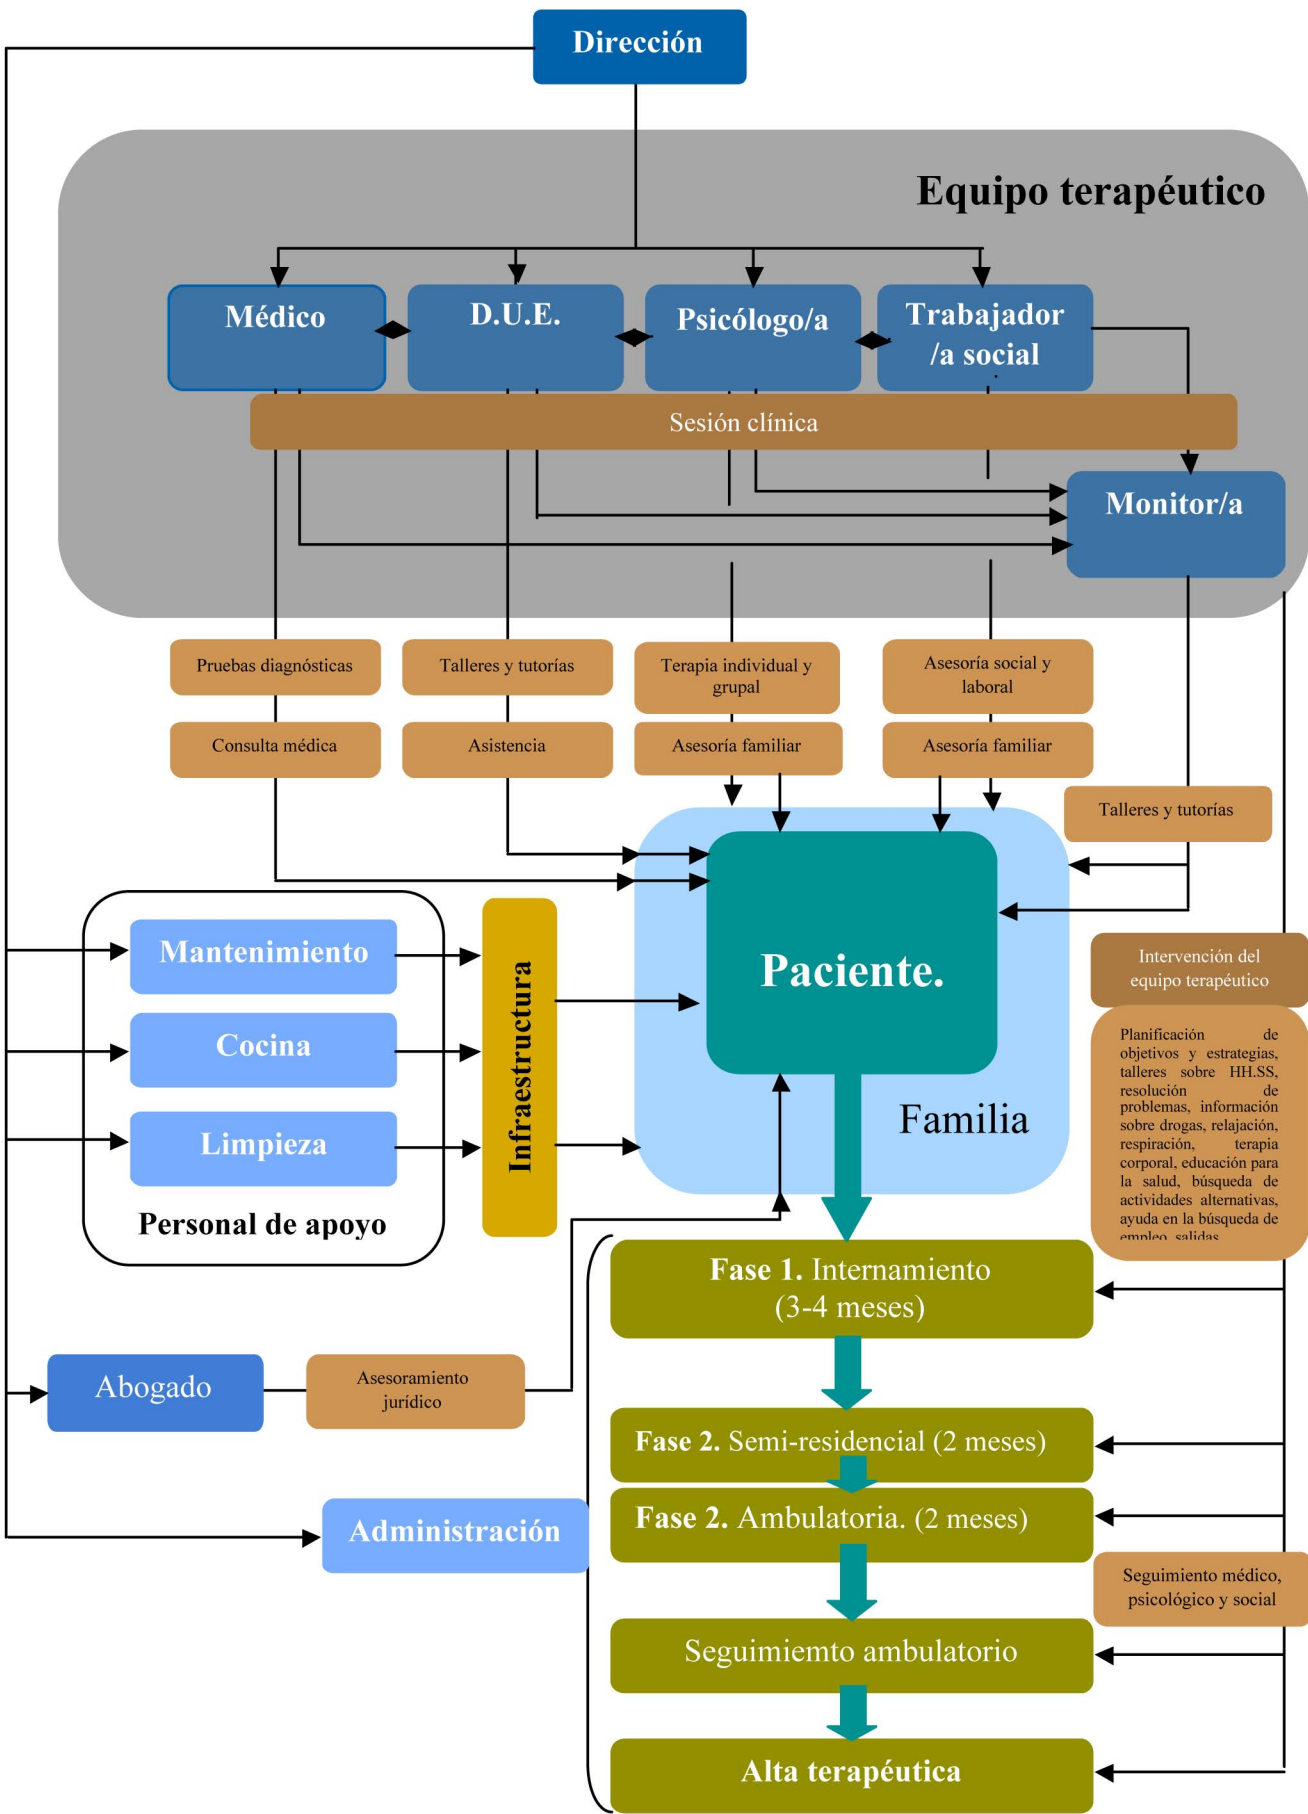 Dirección
Equipo terapéutico
Médico
D.U.E.
Psicólogo/a
Trabajador
/a social
Sesión clínica
Monitor/a
Pruebas diagnósticas
Talleres y tutorías
Terapia individual y
grupal
Asesoría social y
laboral
Consulta médica
Asistencia
Asesoría familiar
Asesoría familiar
Talleres y tutorías
Paciente.
Familia
Mantenimiento
Cocina
Limpieza
Personal de apoyo
Infraestructura
Intervención del
equipo terapéutico
Planificación de
objetivos y estrategias,
talleres sobre HH.SS,
resolución de
problemas, información
sobre drogas, relajación,
respiración, terapia
corporal, educación para
la salud, búsqueda de
actividades alternativas,
ayuda en la búsqueda de
empleo, salidas
Fase 1. Internamiento
(3-4 meses)
Abogado
Asesoramiento
jurídico
Fase 2. Semi-residencial (2 meses)
Administración
Fase 2. Ambulatoria. (2 meses)
Seguimiento médico,
psicológico y social
Seguimiemto ambulatorio
Alta terapéutica